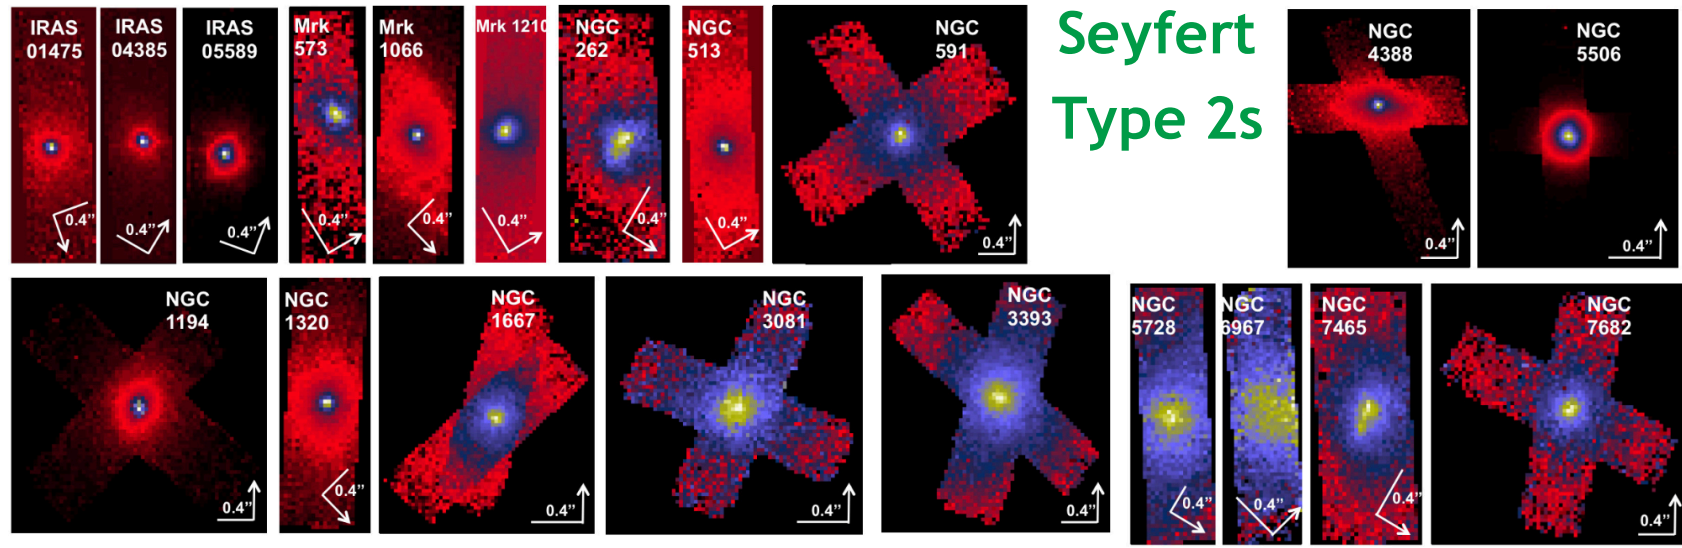 IRAS
01475
0.4”
IRAS
04385
0.4”
IRAS
05589
0.4”
Mrk
573
0.4”
Mrk
1066
0.4”
Mrk 1210
0.4”
NGC
262
0.4”
NGC
513
0.4”
NGC
591
0.4”
Seyfert
Type 2s
NGC
4388
0.4”
NGC
5506
0.4”
NGC
1194
0.4”
NGC
1320
0.4”
NGC
1667
0.4”
NGC
3081
0.4”
NGC
3393
0.4”
NGC
5728
0.4”
NGC
6967
0.4”
NGC
7465
0.4”
NGC
7682
0.4”